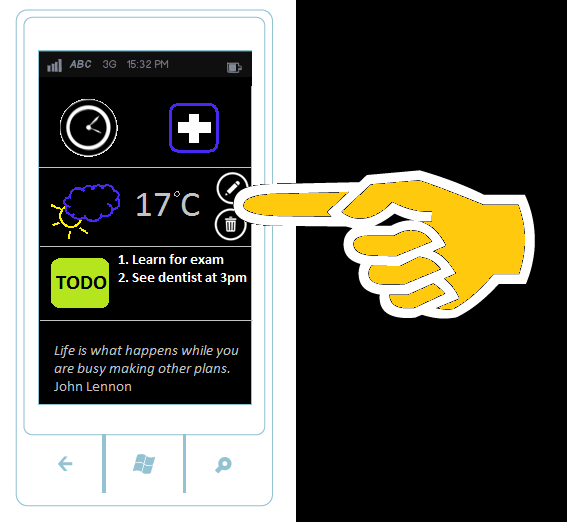 ABC 3G 15:32 PM
17°C
TODO
1. Learn for exam
2. See dentist at 3pm
Life is what happens while you
are busy making other plans.
John Lennon